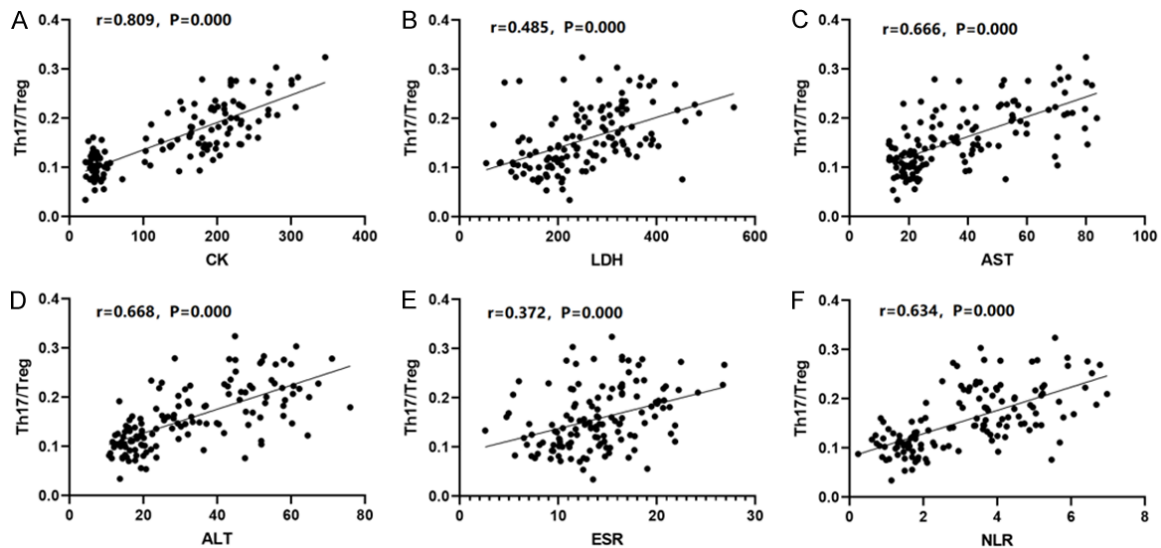 A
r=0.809, P=0.000
Th17/Treg
0.4
0.3
0.2
0.1
0.0
0 100 200 300 400
CK
B
r=0.485, P=0.000
Th17/Treg
0.4
0.3
0.2
0.1
0.0
0 200 400 600
LDH
C
r=0.666, P=0.000
Th17/Treg
0.4
0.3
0.2
0.1
0.0
0 20 40 60 80 100
AST
D
r=0.668, P=0.000
Th17/Treg
0.4
0.3
0.2
0.1
0.0
0 20 40 60 80
ALT
E
r=0.372, P=0.000
Th17/Treg
0.4
0.3
0.2
0.1
0.0
0 10 20 30
ESR
F
r=0.634, P=0.000
Th17/Treg
0.4
0.3
0.2
0.1
0.0
0 2 4 6 8
NLR